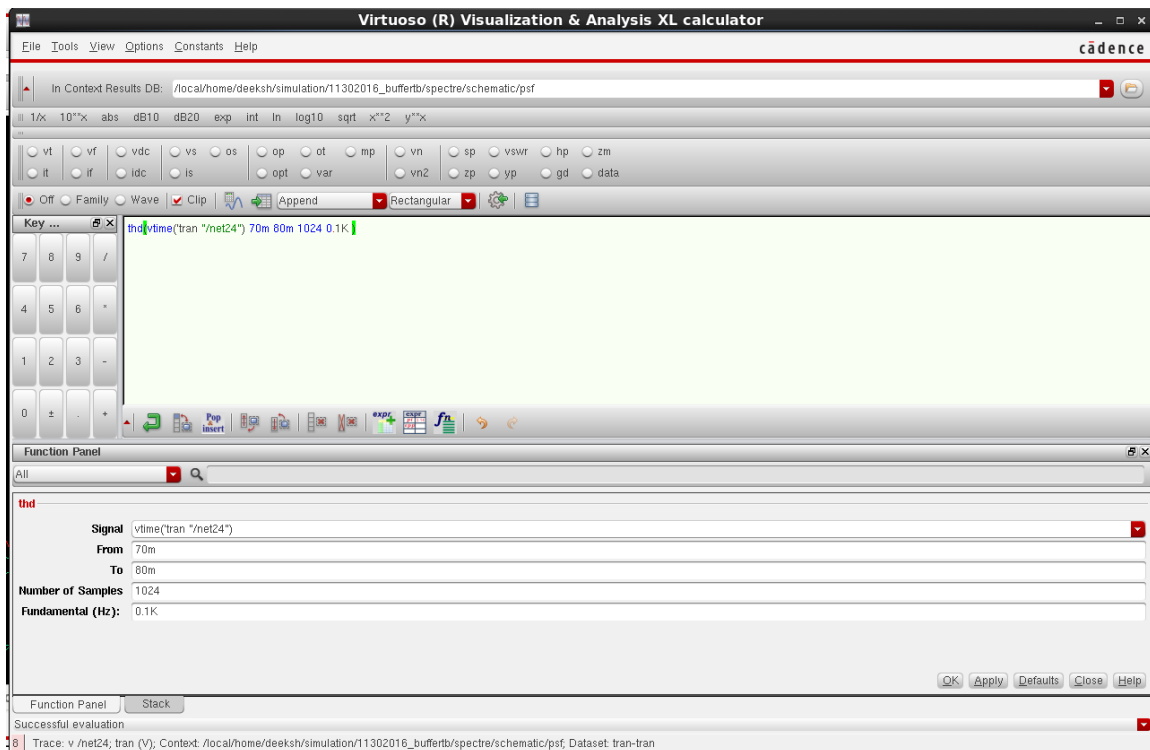 Virtuoso (R) Visualization & Analysis XL calculator
File Tools View Options Constants Help
cādence
In Context Results DB: /local/home/deeksh/simulation/11302016_buffertb/spectre/schematic/psf
1/x 10**x abs dB10 dB20 exp int ln log10 sqrt x**2 y**x
vt vf vdc vs os op ot mp vn sp vswr hp zm
it if idc is opt var vn2 zp yp gd data
Off Family Wave Clip Append Rectangular
Key ...
thd(vtime('tran "/net24") 70m 80m 1024 0.1K )
7 8 9 /
4 5 6 *
1 2 3 -
0 ± . +
Pop insert expr expr fn
Function Panel
All
thd
Signal vtime('tran "/net24")
From 70m
To 80m
Number of Samples 1024
Fundamental (Hz): 0.1K
OK Apply Defaults Close Help
Function Panel Stack
Successful evaluation
8 Trace: v /net24; tran (V); Context: /local/home/deeksh/simulation/11302016_buffertb/spectre/schematic/psf; Dataset: tran-tran